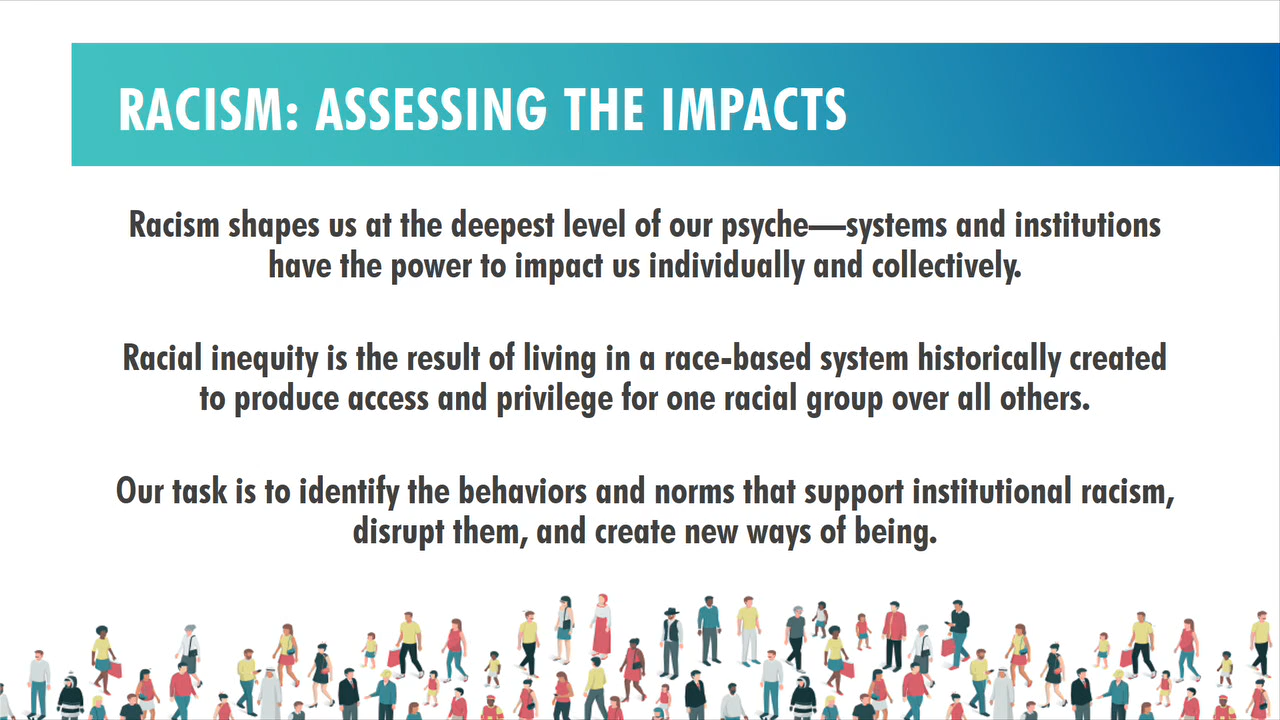 RACISM: ASSESSING THE IMPACTS
Racism shapes us at the deepest level of our psyche—systems and institutions
have the power to impact us individually and collectively.
Racial inequity is the result of living in a race-based system historically created
to produce access and privilege for one racial group over all others.
Our task is to identify the behaviors and norms that support institutional racism,
disrupt them, and create new ways of being.